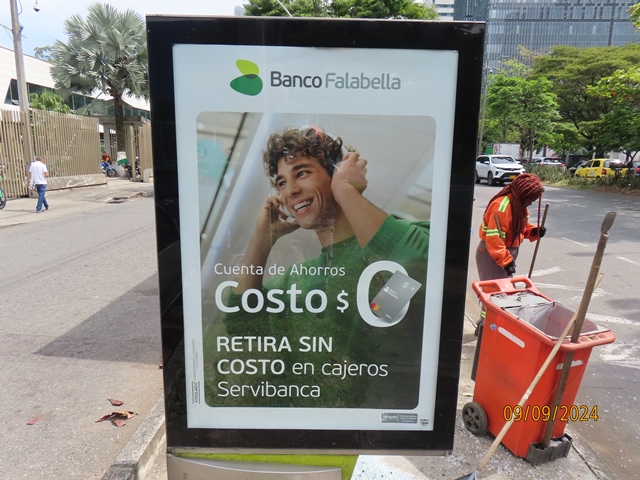 Banco Falabella
Cuenta de Ahorros
Costo $0
RETIRA SIN
COSTO en cajeros
Servibanca
09/09/2024